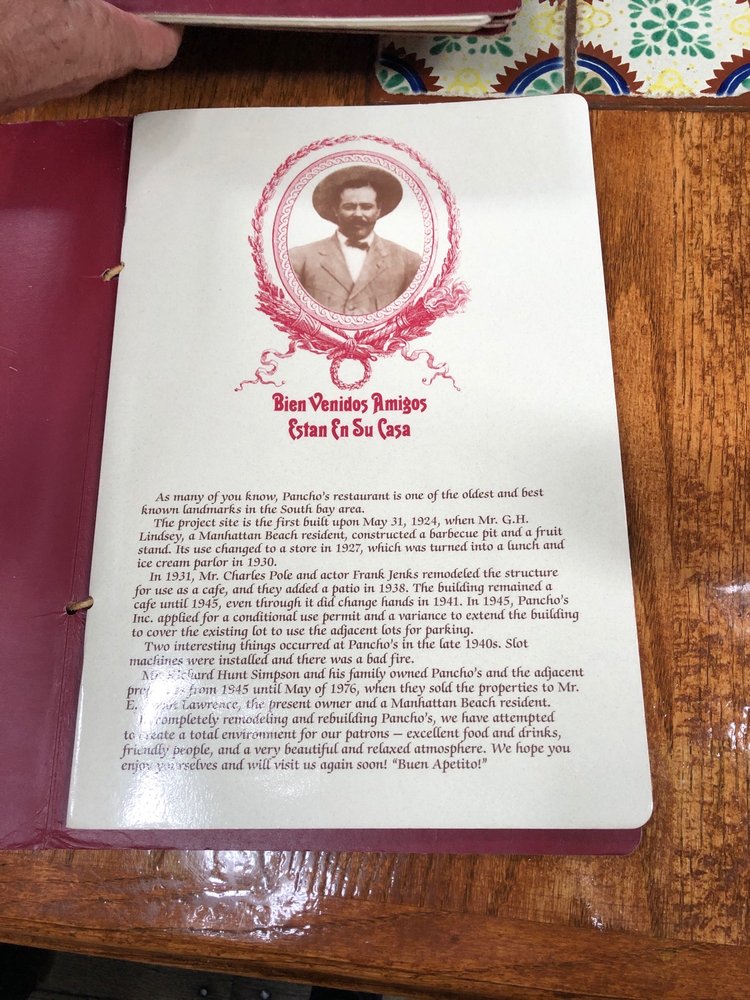 Bien Venidos Amigos
Estan En Su Casa
As many of you know, Pancho's restaurant is one of the oldest and best
known landmarks in the South bay area.
The project site is the first built upon May 31, 1924, when Mr. G.H.
Lindsey, a Manhattan Beach resident, constructed a barbecue pit and a fruit
stand. Its use changed to a store in 1927, which was turned into a lunch and
ice cream parlor in 1930.
In 1931, Mr. Charles Pole and actor Frank Jenks remodeled the structure
for use as a cafe, and they added a patio in 1938. The building remained a
cafe until 1945, even through it did change hands in 1941. In 1945, Pancho's
Inc. applied for a conditional use permit and a variance to extend the building
to cover the existing lot to use the adjacent lots for parking.
Two interesting things occurred at Pancho's in the late 1940s. Slot
machines were installed and there was a bad fire.
Mr. Richard Hunt Simpson and his family owned Pancho's and the adjacent
properties from 1945 until May of 1976, when they sold the properties to Mr.
E. Lawrence, the present owner and a Manhattan Beach resident.
completely remodeling and rebuilding Pancho's, we have attempted
to create a total environment for our patrons — excellent food and drinks,
friendly people, and a very beautiful and relaxed atmosphere. We hope you
enjoy yourselves and will visit us again soon! "Buen Apetito!"